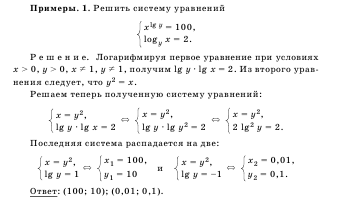 Примеры. 1. Решить систему уравнений
x^{lg y} = 100,
log_y x = 2.
Решение. Логарифмируя первое уравнение при условиях
x > 0, y > 0, x ≠ 1, y ≠ 1, получим lg y · lg x = 2. Из второго урав-
нения следует, что y² = x.
Решаем теперь полученную систему уравнений:
{ x = y², lg y · lg x = 2 ⇔ { x = y², lg y · lg y² = 2 ⇔ { x = y², 2 lg² y = 2.
Последняя система распадается на две:
{ x = y², lg y = 1 ⇔ { x₁ = 100, y₁ = 10 и { x = y², lg y = −1 ⇔ { x₂ = 0,01, y₂ = 0,1.
Ответ: (100; 10); (0,01; 0,1).